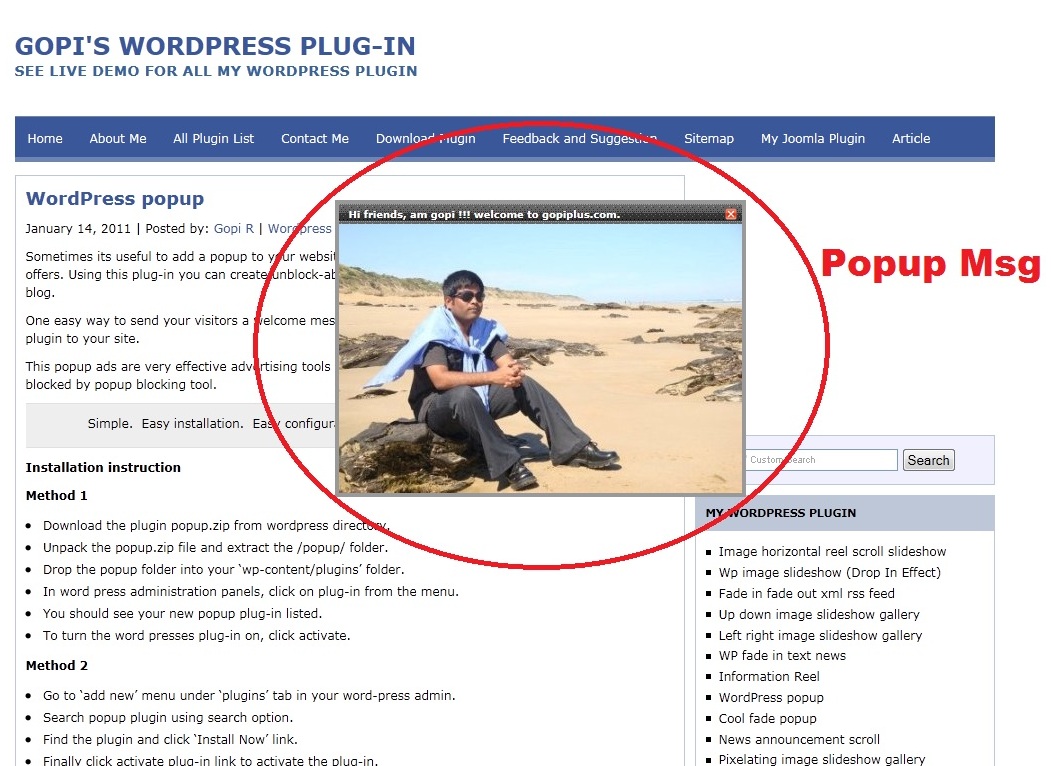 GOPI'S WORDPRESS PLUG-IN
SEE LIVE DEMO FOR ALL MY WORDPRESS PLUGIN
Home About Me All Plugin List Contact Me Download Plugin Feedback and Suggestion Sitemap My Joomla Plugin Article
WordPress popup
January 14, 2011 | Posted by: Gopi R | Wordpress
Sometimes its useful to add a popup to your websit
offers. Using this plug-in you can create unblock-ab
blog.
One easy way to send your visitors a welcome mes
plugin to your site.
This popup ads are very effective advertising tools
blocked by popup blocking tool.
Simple. Easy installation. Easy configura
Hi friends, am gopi !!! welcome to gopiplus.com.
Popup Msg
Installation instruction
Method 1
• Download the plugin popup.zip from wordpress directory.
• Unpack the popup.zip file and extract the /popup/ folder.
• Drop the popup folder into your ‘wp-content/plugins’ folder.
• In word press administration panels, click on plug-in from the menu.
• You should see your new popup plug-in listed.
• To turn the word presses plug-in on, click activate.
Method 2
• Go to ‘add new’ menu under ‘plugins’ tab in your word-press admin.
• Search popup plugin using search option.
• Find the plugin and click ‘Install Now’ link.
• Finally click activate plug-in link to activate the plug-in.
Custom Search Search
MY WORDPRESS PLUGIN
Image horizontal reel scroll slideshow
Wp image slideshow (Drop In Effect)
Fade in fade out xml rss feed
Up down image slideshow gallery
Left right image slideshow gallery
WP fade in text news
Information Reel
WordPress popup
Cool fade popup
News announcement scroll
Pixelating image slideshow gallery